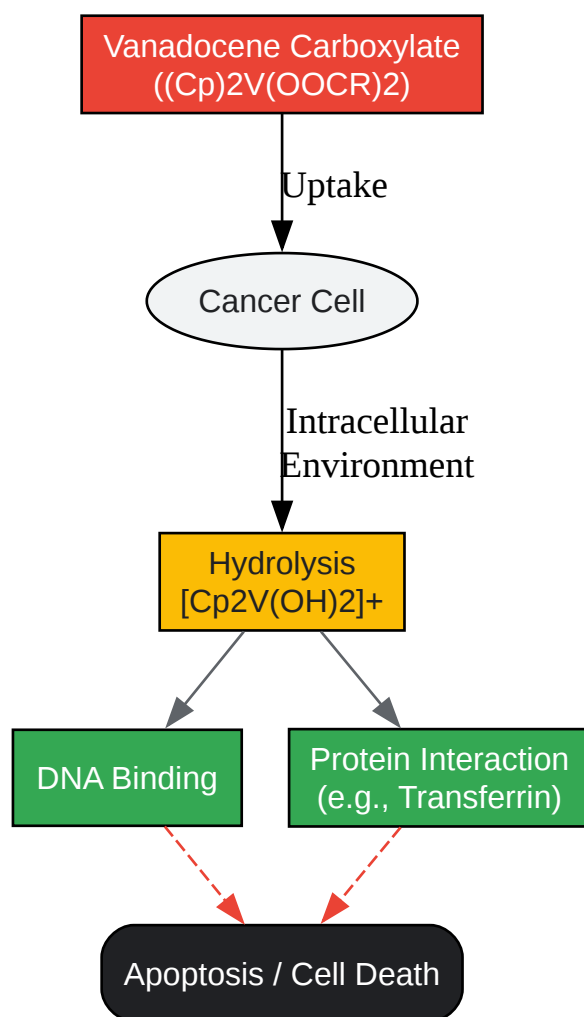 Vanadocene Carboxylate
((Cp)2V(OOCR)2)
Uptake
Cancer Cell
Intracellular
Environment
Hydrolysis
[Cp2V(OH)2]+
DNA Binding
Protein Interaction
(e.g., Transferrin)
Apoptosis / Cell Death